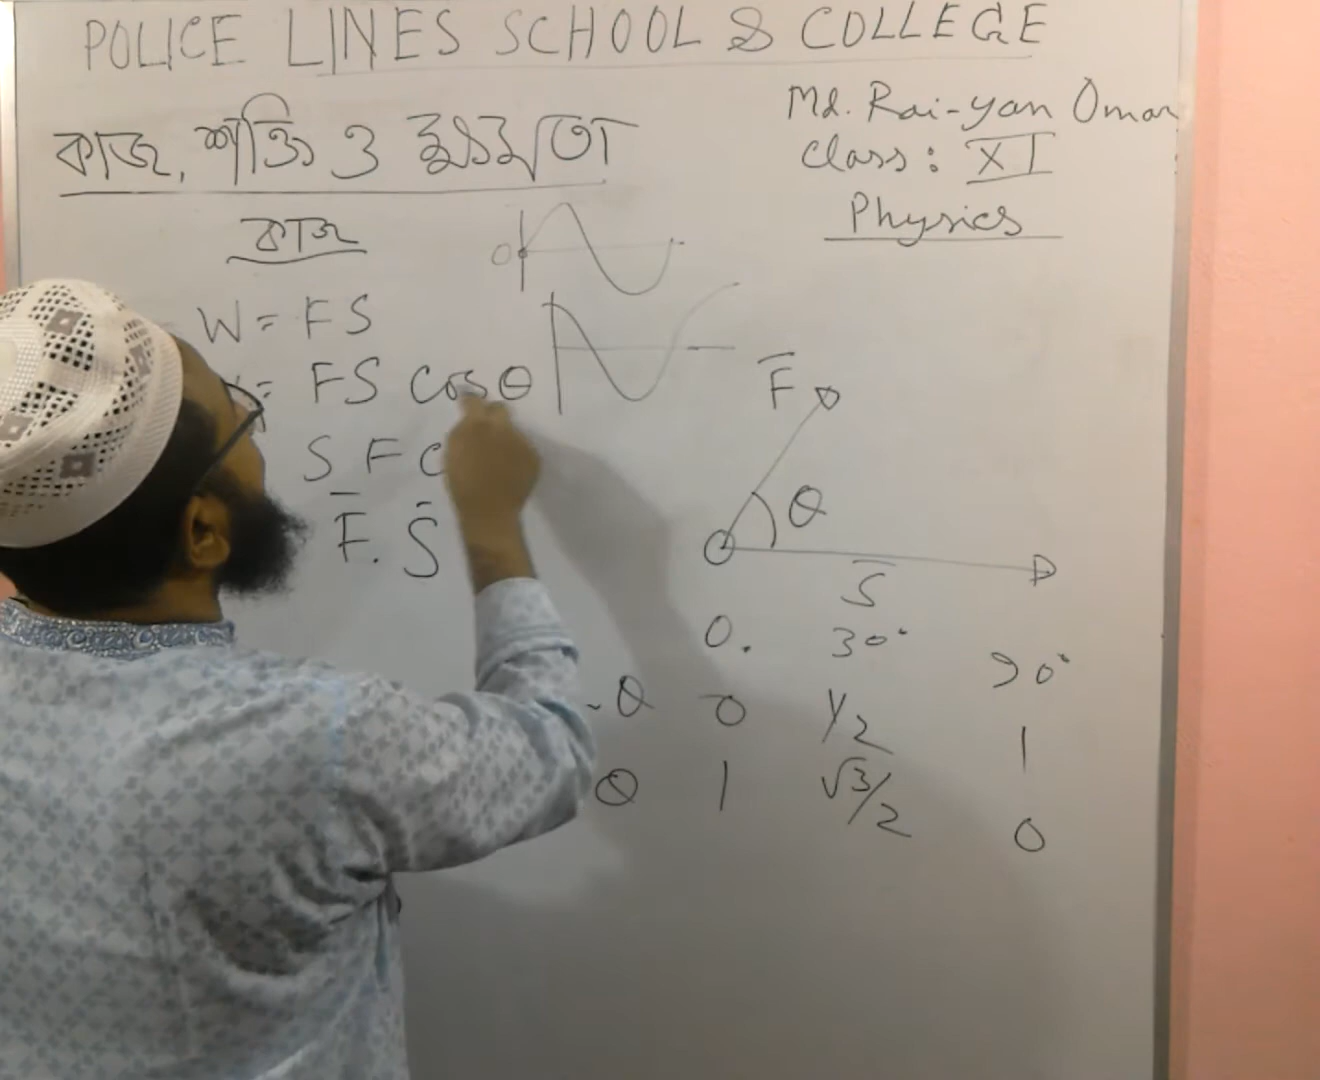 POLICE LINES SCHOOL & COLLEGE
Md. Rai-yan Omar
Class: XI
Physics
কাজ, শক্তি ও ক্ষমতা
কাজ
0
W = FS
= FS Cosθ
S F C
F̅. S̅
F̅
θ
S̅
0. 30° 90°
θ 0 1/2 1
θ 1 √3/2 0